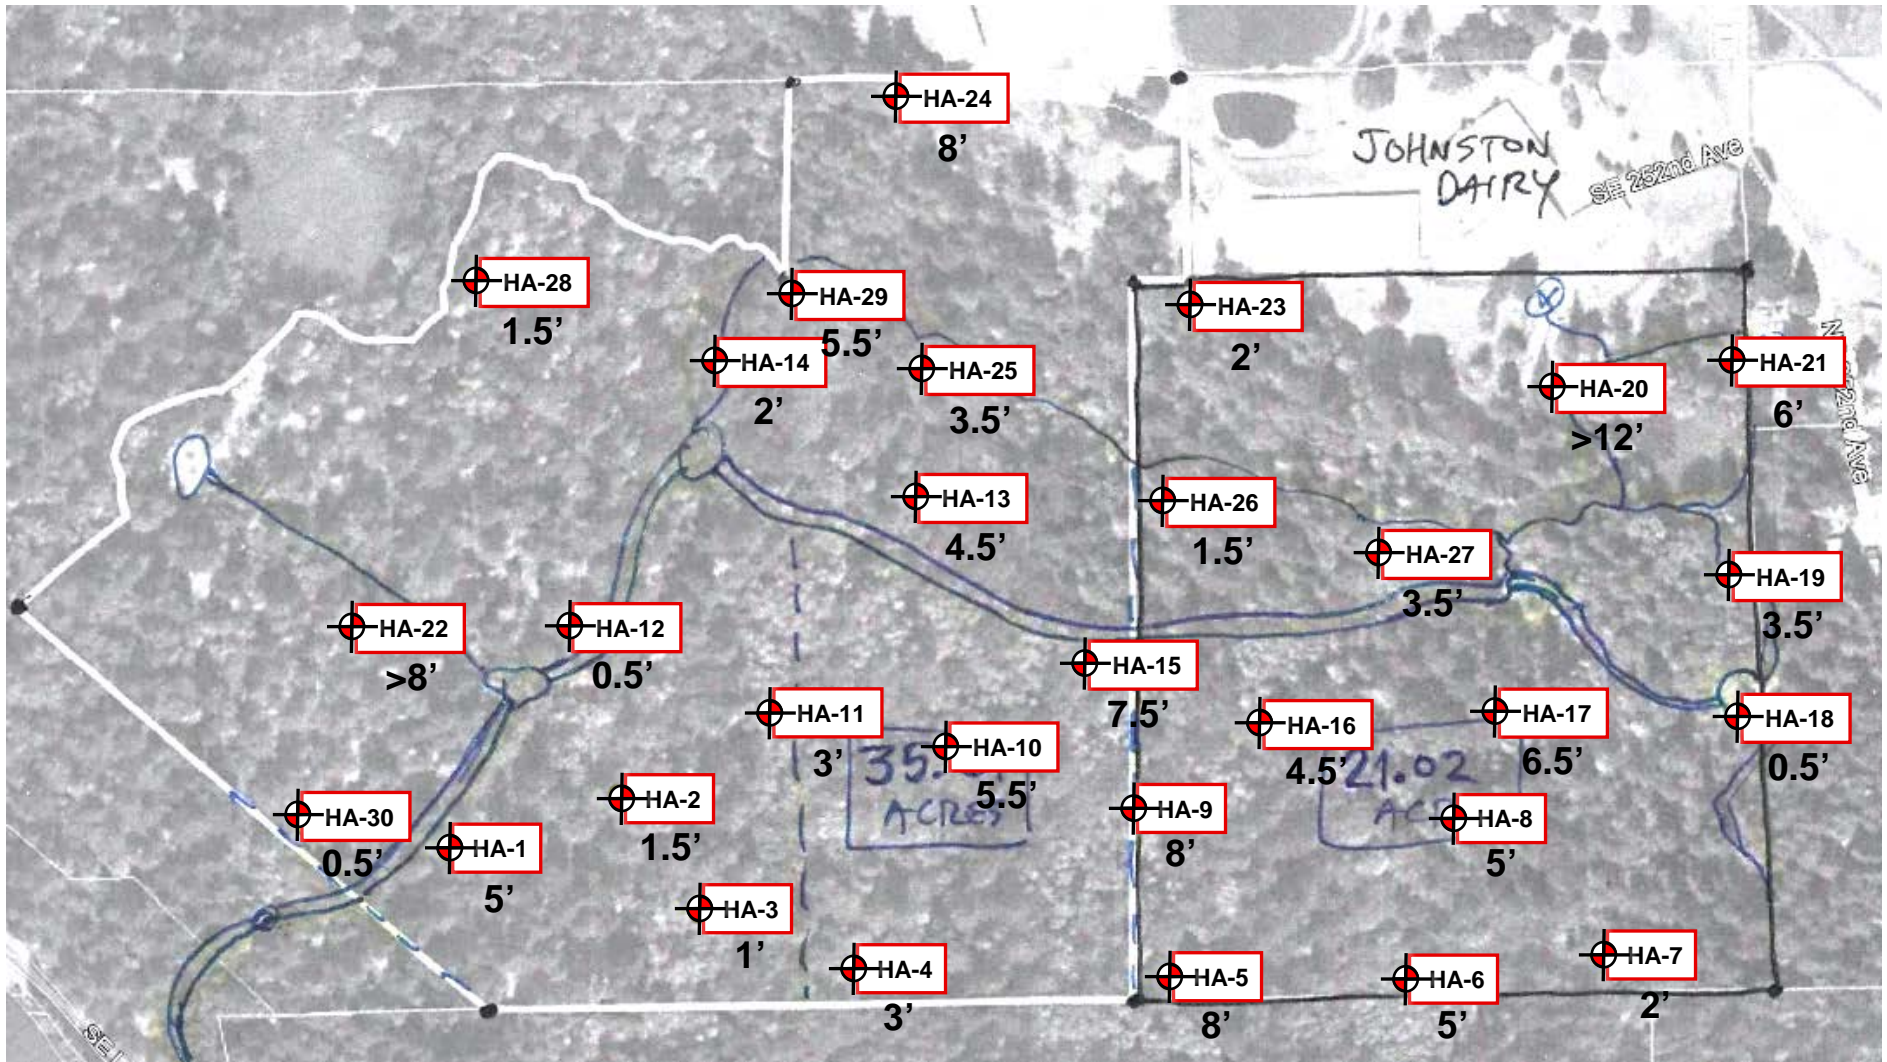 HA-24
8’
JOHNSTON
DAIRY
SE 252nd Ave
HA-28
1.5’
HA-29
5.5’
HA-23
2’
HA-14
2’
HA-25
3.5’
HA-21
6’
HA-20
>12’
HA-13
4.5’
HA-26
1.5’
HA-27
3.5’
HA-19
3.5’
HA-22
>8’
HA-12
0.5’
HA-15
7.5’
HA-11
3’
HA-10
5.5’
35.
ACRES
HA-16
4.5’
21.02
HA-17
6.5’
HA-18
0.5’
HA-2
1.5’
HA-9
8’
HA-8
5’
HA-30
0.5’
HA-1
5’
HA-3
1’
HA-4
3’
HA-5
8’
HA-6
5’
HA-7
2’
SE